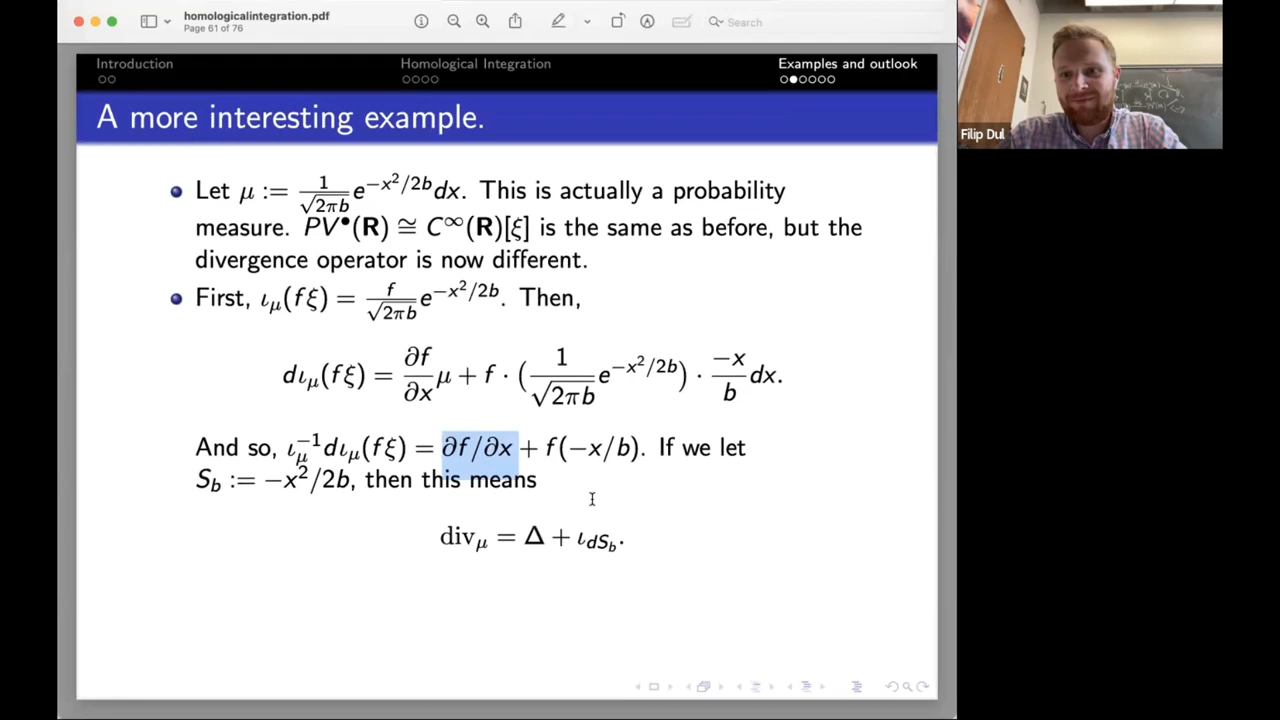 homologicalintegration.pdf
Page 61 of 76
Search
Introduction
Homological Integration
Examples and outlook
Filip Dul
A more interesting example.
Let μ := 1/√2πb e^{−x²/2b}dx. This is actually a probability
measure. PV•(R) ≅ C^∞(R)[ξ] is the same as before, but the
divergence operator is now different.
First, ι_μ(fξ) = f/√2πb e^{−x²/2b}. Then,
dι_μ(fξ) = ∂f/∂x μ + f · (1/√2πb e^{−x²/2b}) · −x/b dx.
And so, ι_μ^{−1}dι_μ(fξ) = ∂f/∂x + f(−x/b). If we let
S_b := −x²/2b, then this means
div_μ = Δ + ι_{dS_b}.